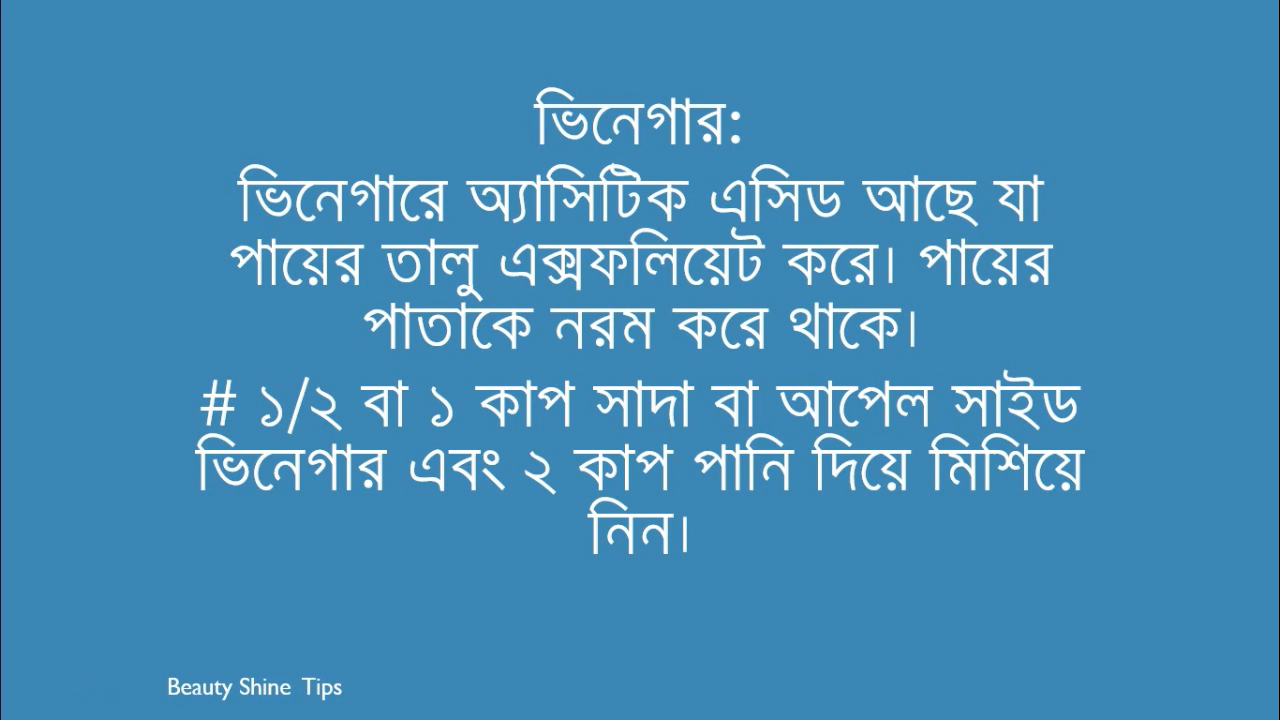 ভিনেগার:
ভিনেগারে অ্যাসিটিক এসিড আছে যা
পায়ের তালু এক্সফলিয়েট করে। পায়ের
পাতাকে নরম করে থাকে।
# ১/২ বা ১ কাপ সাদা বা আপেল সাইড
ভিনেগার এবং ২ কাপ পানি দিয়ে মিশিয়ে
নিন।
Beauty Shine Tips